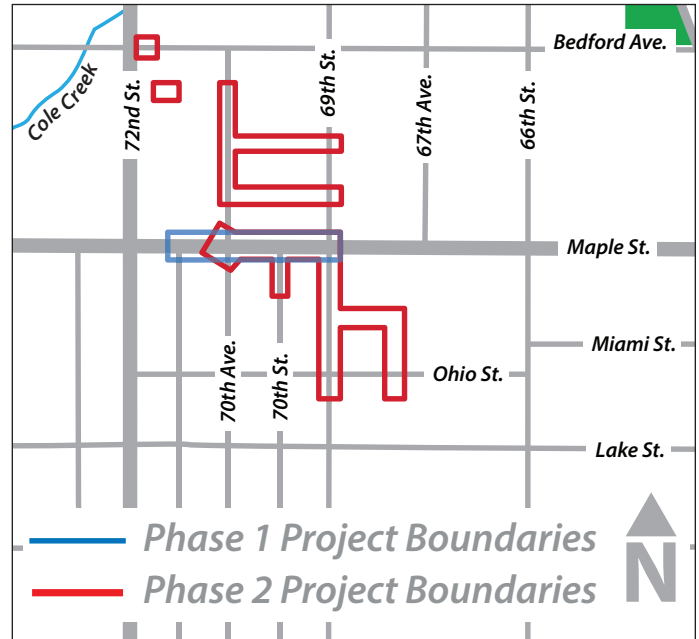 Bedford Ave.
Cole Creek
72nd St.
69th St.
67th Ave.
66th St.
Maple St.
Miami St.
70th Ave.
70th St.
Ohio St.
Lake St.
Phase 1 Project Boundaries
Phase 2 Project Boundaries
N